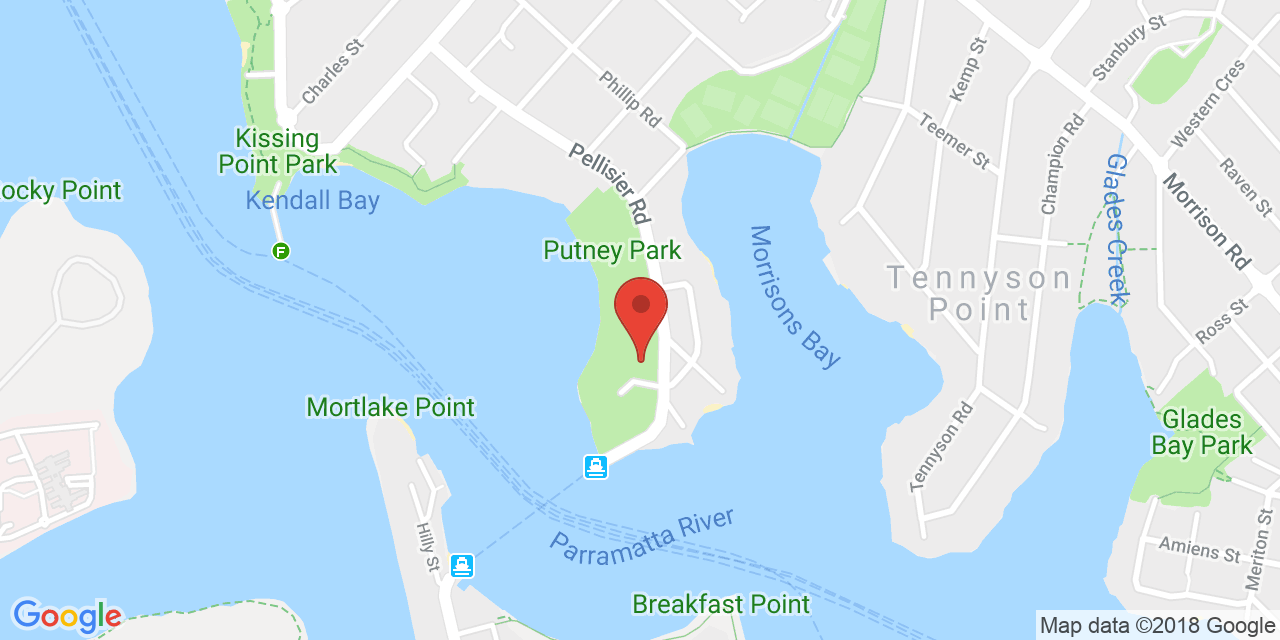 Charles St
Phillip Rd
Kemp St
Stanbury St
Western Cres
Teemer St
Champion Rd
Raven St
Kissing
Point Park
Pellisier Rd
ocky Point
Kendall Bay
Glades Creek
Morrison Rd
F
Putney Park
Morrisons Bay
Tennyson
Point
Ross St
Mortlake Point
Glades
Bay Park
Tennyson Rd
Hilly St
Parramatta River
Amiens St
Meriton St
Breakfast Point
Google
Map data ©2018 Google